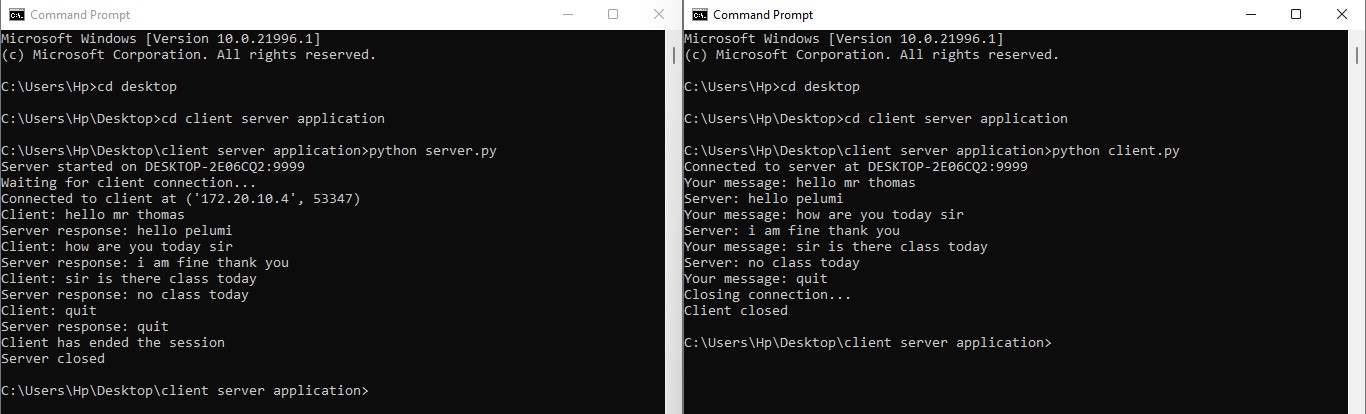 Command Prompt
Microsoft Windows [Version 10.0.21996.1]
(c) Microsoft Corporation. All rights reserved.
C:\Users\Hp>cd desktop
C:\Users\Hp\Desktop>cd client server application
C:\Users\Hp\Desktop\client server application>python server.py
Server started on DESKTOP-2E06CQ2:9999
Waiting for client connection...
Connected to client at ('172.20.10.4', 53347)
Client: hello mr thomas
Server response: hello pelumi
Client: how are you today sir
Server response: i am fine thank you
Client: sir is there class today
Server response: no class today
Client: quit
Server response: quit
Client has ended the session
Server closed
C:\Users\Hp\Desktop\client server application>
Command Prompt
Microsoft Windows [Version 10.0.21996.1]
(c) Microsoft Corporation. All rights reserved.
C:\Users\Hp>cd desktop
C:\Users\Hp\Desktop>cd client server application
C:\Users\Hp\Desktop\client server application>python client.py
Connected to server at DESKTOP-2E06CQ2:9999
Your message: hello mr thomas
Server: hello pelumi
Your message: how are you today sir
Server: i am fine thank you
Your message: sir is there class today
Server: no class today
Your message: quit
Closing connection...
Client closed
C:\Users\Hp\Desktop\client server application>